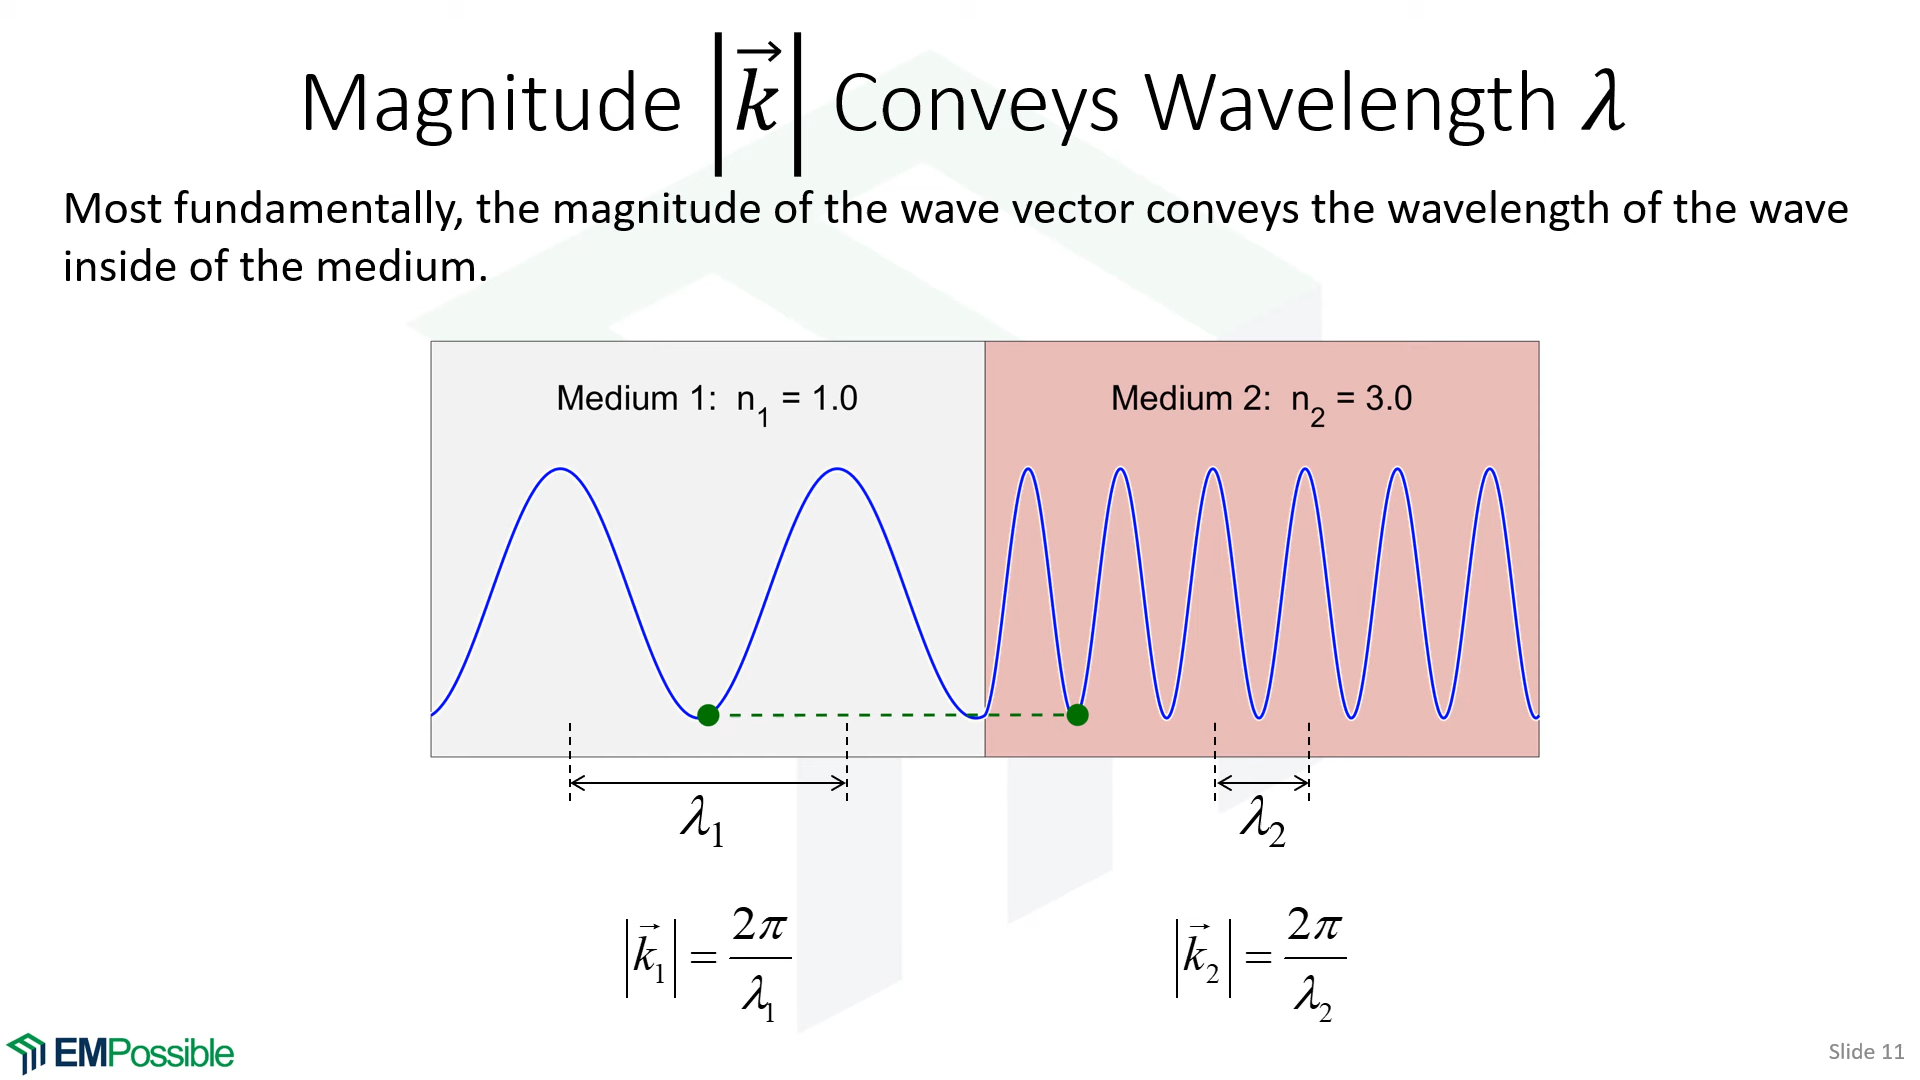 Magnitude |k⃗| Conveys Wavelength λ
Most fundamentally, the magnitude of the wave vector conveys the wavelength of the wave
inside of the medium.
Medium 1:  n₁ = 1.0
Medium 2:  n₂ = 3.0
λ₁
λ₂
|k⃗₁| = 2π/λ₁
|k⃗₂| = 2π/λ₂
EMPossible
Slide 11